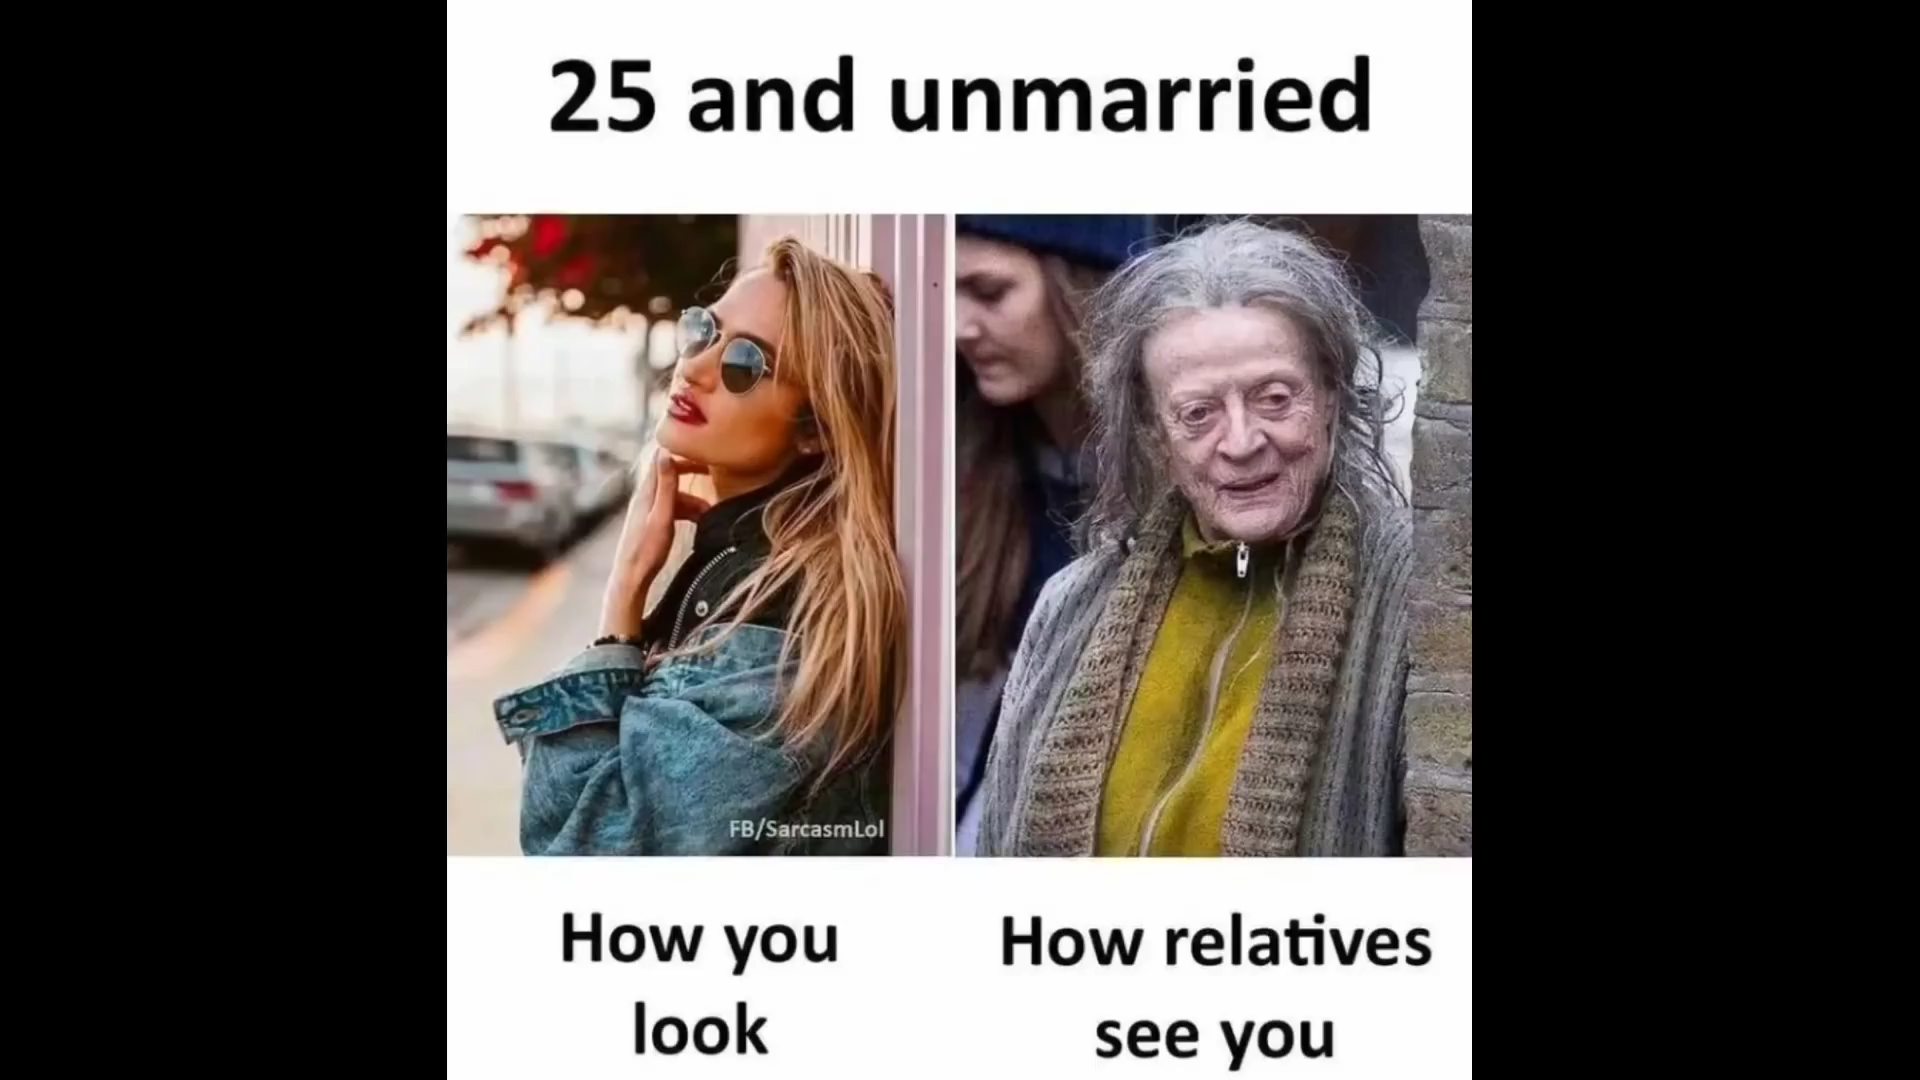 25 and unmarried
FB/SarcasmLol
How you
look
How relatives
see you